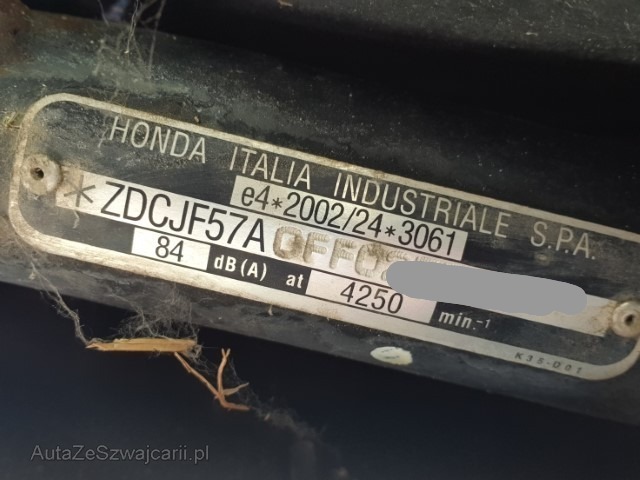 HONDA ITALIA INDUSTRIALE S.P.A.
e4*2002/24*3061
*ZDCJF57A
84 dB(A) at 4250 min.-1
K35-D01
AutaZeSzwajcarii.pl